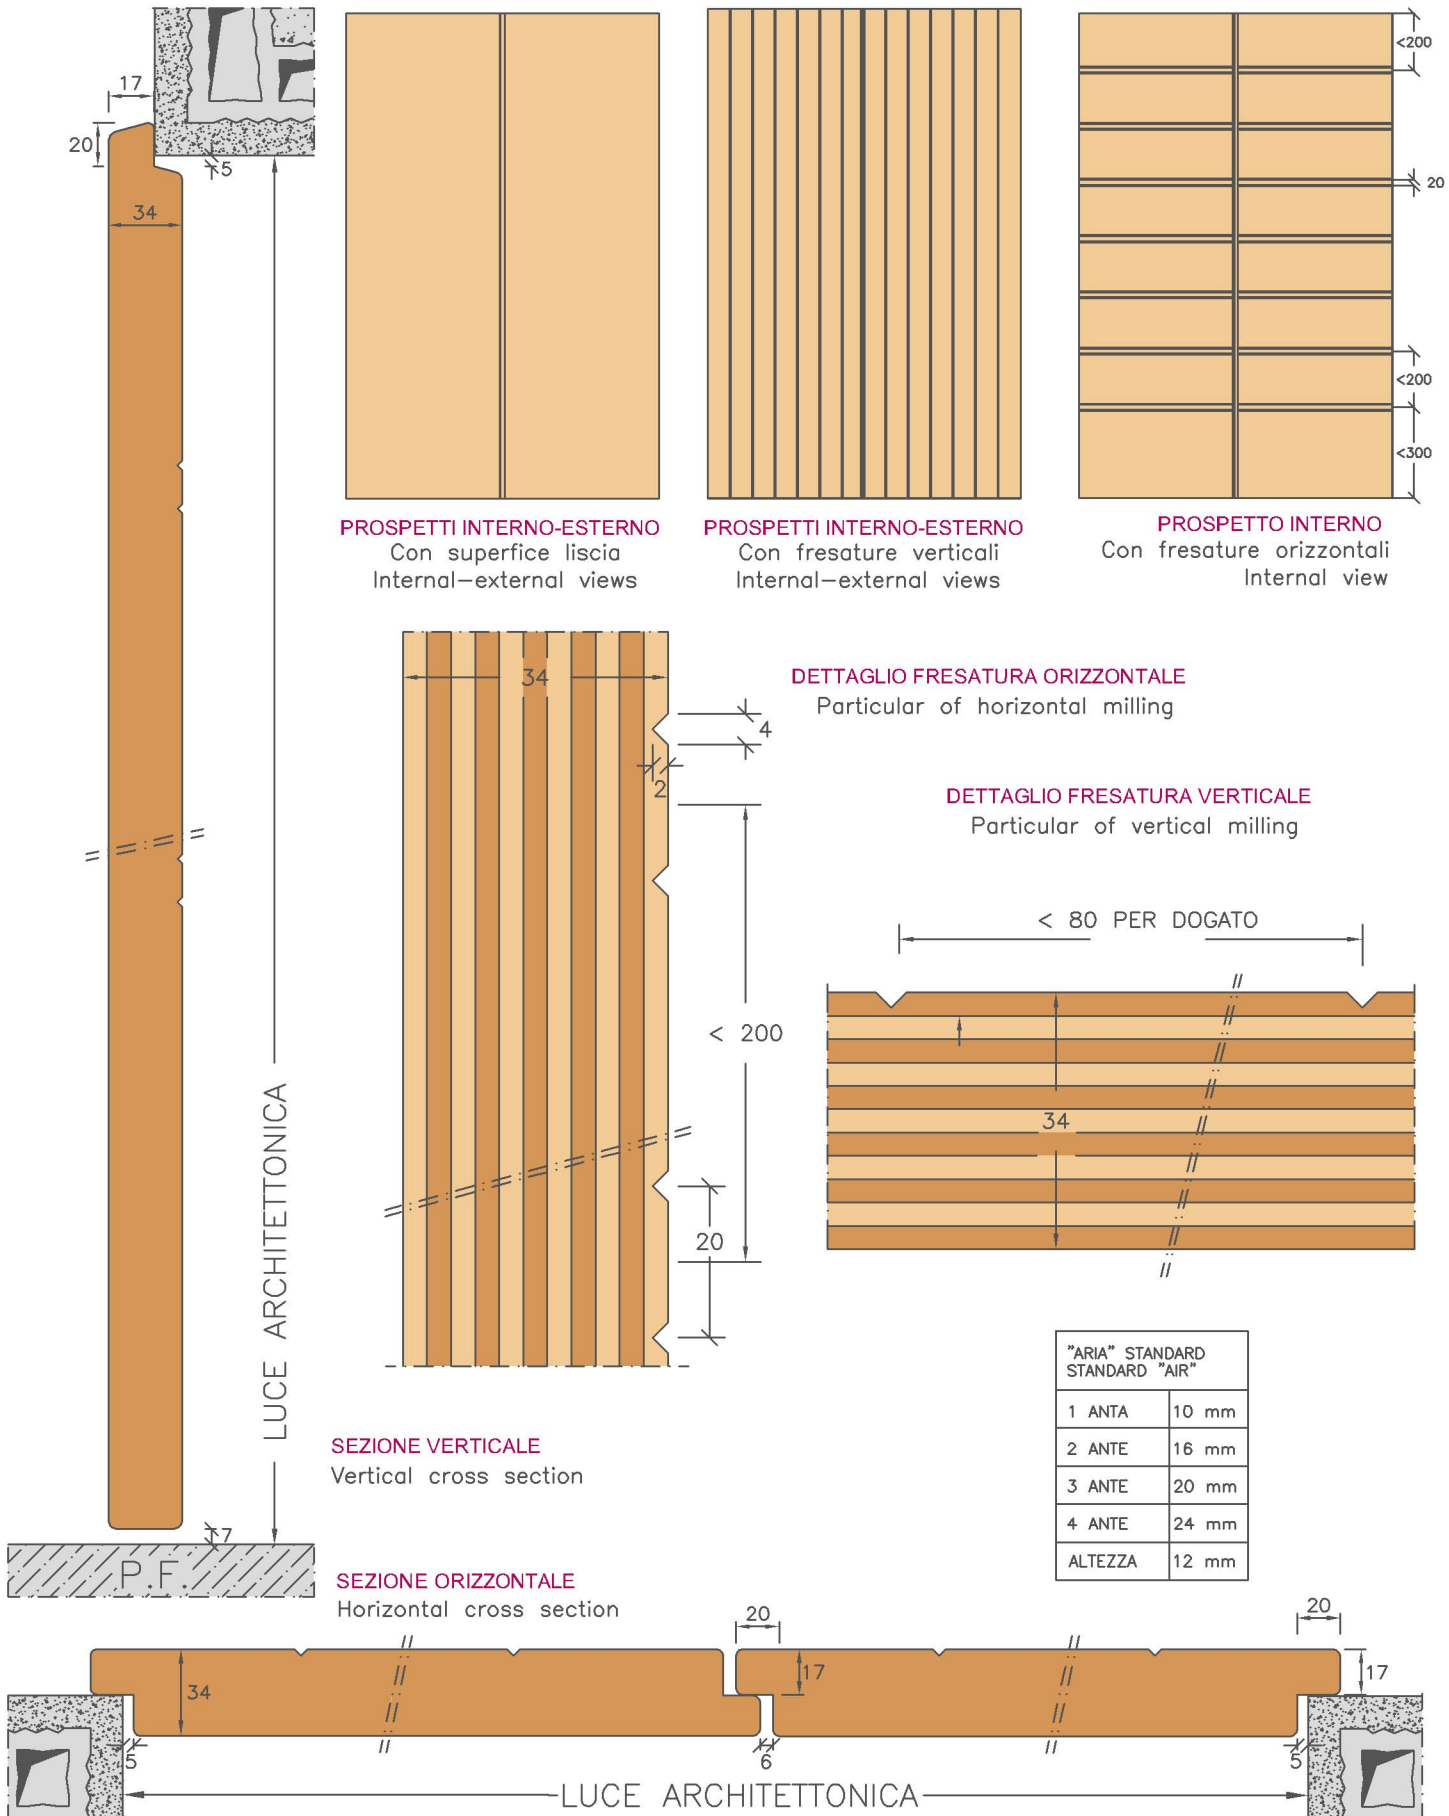 17
20
5
34
<200
20
<200
<300
PROSPETTI INTERNO-ESTERNO
Con superfice liscia
Internal-external views
PROSPETTI INTERNO-ESTERNO
Con fresature verticali
Internal-external views
PROSPETTO INTERNO
Con fresature orizzontali
Internal view
34
DETTAGLIO FRESATURA ORIZZONTALE
Particular of horizontal milling
4
2
< 200
20
DETTAGLIO FRESATURA VERTICALE
Particular of vertical milling
< 80 PER DOGATO
34
LUCE ARCHITETTONICA
"ARIA" STANDARD
STANDARD "AIR"
1 ANTA 10 mm
2 ANTE 16 mm
3 ANTE 20 mm
4 ANTE 24 mm
ALTEZZA 12 mm
SEZIONE VERTICALE
Vertical cross section
7
P.F.
SEZIONE ORIZZONTALE
Horizontal cross section
20
20
34
17
17
5
6
5
LUCE ARCHITETTONICA